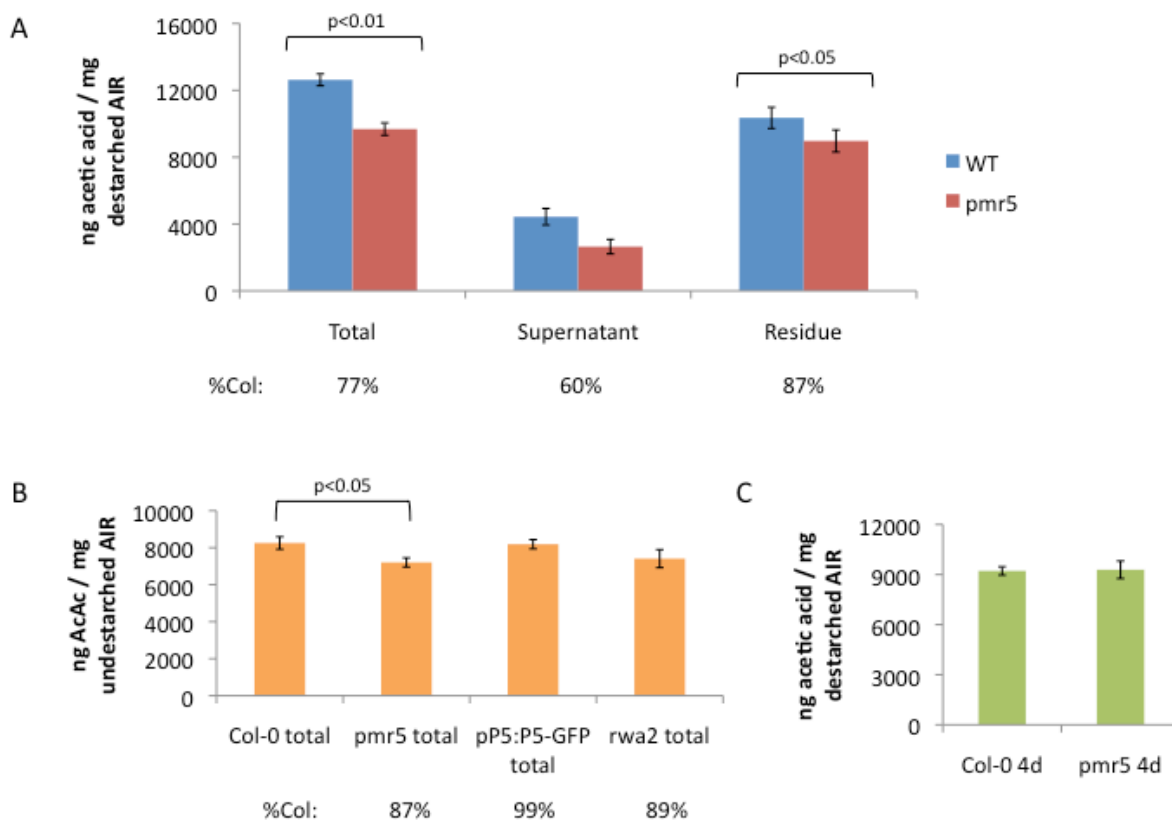 A
ng acetic acid / mg
destarched AIR
16000
12000
8000
4000
0
p<0.01
p<0.05
WT
pmr5
Total Supernatant Residue
%Col: 77% 60% 87%
B
ng AcAc / mg
undestarched AIR
10000
8000
6000
4000
2000
0
p<0.05
Col-0 total pmr5 total pP5:P5-GFP rwa2 total
total
%Col: 87% 99% 89%
C
ng acetic acid / mg
destarched AIR
12000
9000
6000
3000
0
Col-0 4d pmr5 4d